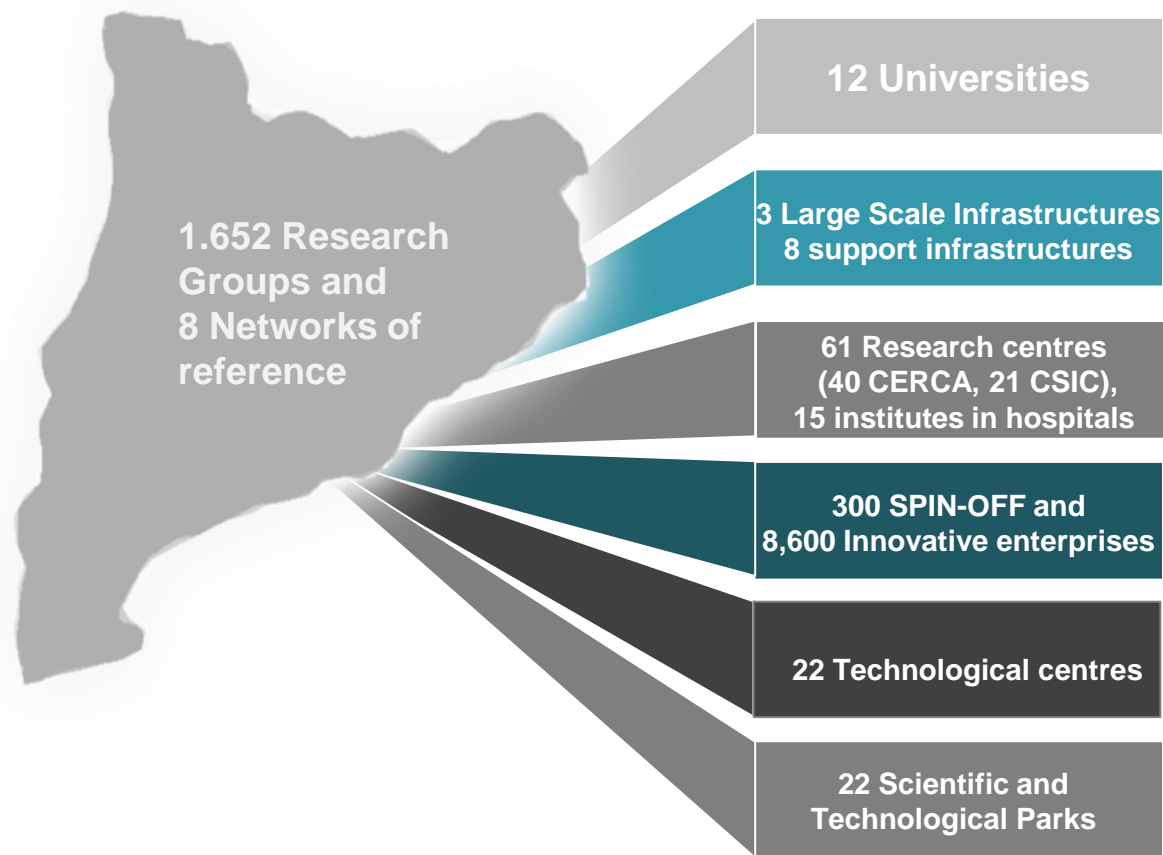 1.652 Research
Groups and
8 Networks of
reference
12 Universities
3 Large Scale Infrastructures
8 support infrastructures
61 Research centres
(40 CERCA, 21 CSIC),
15 institutes in hospitals
300 SPIN-OFF and
8,600 Innovative enterprises
22 Technological centres
22 Scientific and
Technological Parks